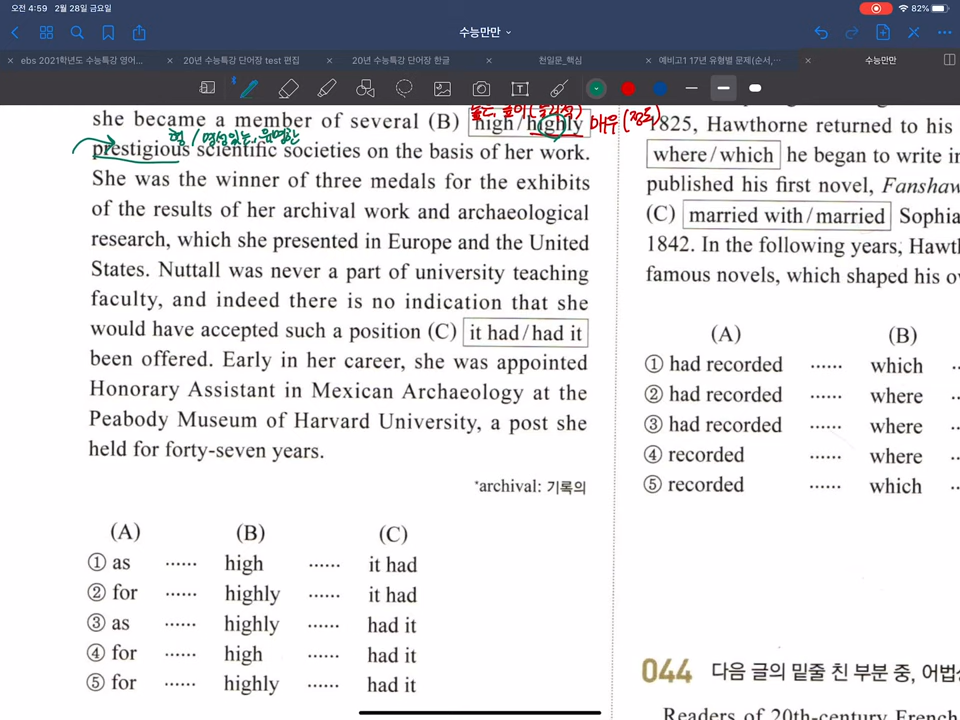 오전 4:59 2월 28일 금요일
82%
수능만만
ebs 2021학년도 수능특강 영어...
20년 수능특강 단어장 test 편집
20년 수능특강 단어장 한글
천일문_핵심
예비고1 17년 유형별 문제(순서,...
수능만만
she became a member of several (B) high / highly
매우 (정도)
형 / 명성있는, 유명한
prestigious scientific societies on the basis of her work.
She was the winner of three medals for the exhibits
of the results of her archival work and archaeological
research, which she presented in Europe and the United
States. Nuttall was never a part of university teaching
faculty, and indeed there is no indication that she
would have accepted such a position (C) it had / had it
been offered. Early in her career, she was appointed
Honorary Assistant in Mexican Archaeology at the
Peabody Museum of Harvard University, a post she
held for forty-seven years.
*archival: 기록의
(A) (B) (C)
① as ...... high ...... it had
② for ...... highly ...... it had
③ as ...... highly ...... had it
④ for ...... high ...... had it
⑤ for ...... highly ...... had it
1825, Hawthorne returned to his
where / which he began to write in
published his first novel, Fanshaw
(C) married with / married Sophia
1842. In the following years, Hawt
famous novels, which shaped his ov
(A) (B)
① had recorded ...... which ..
② had recorded ...... where ..
③ had recorded ...... where ..
④ recorded ...... where ..
⑤ recorded ...... which ..
044 다음 글의 밑줄 친 부분 중, 어법상
Readers of 20th-century French